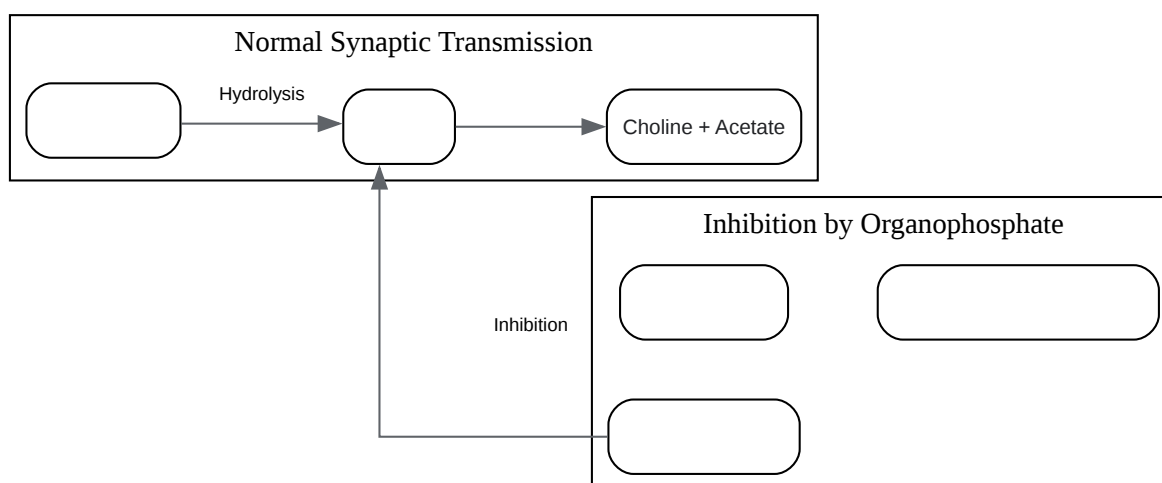 Normal Synaptic Transmission
Hydrolysis
Choline + Acetate
Inhibition by Organophosphate
Inhibition